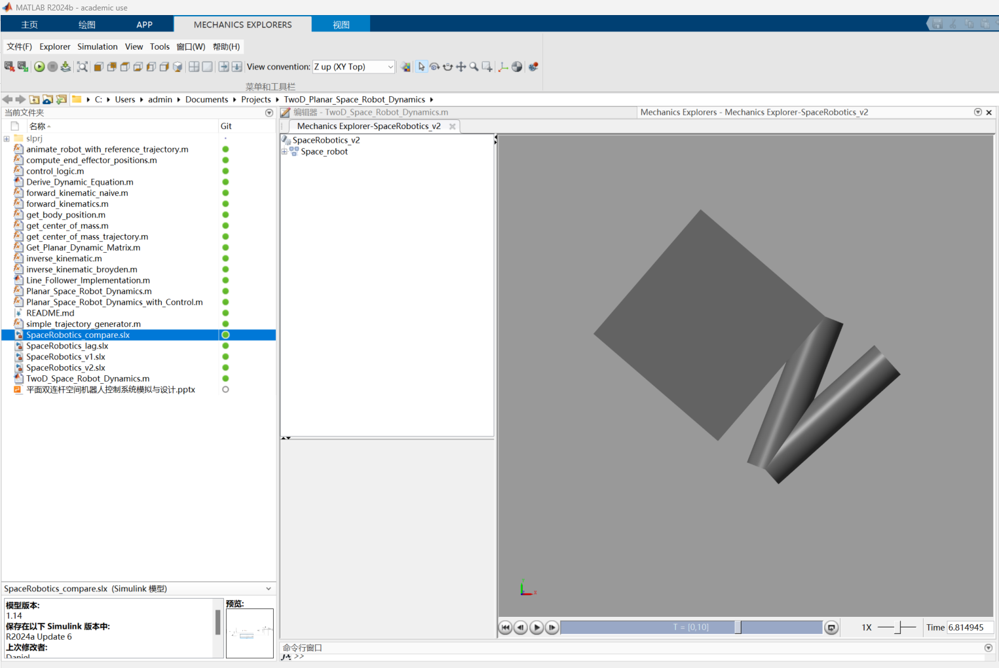 MATLAB R2024b - academic use
主页 绘图 APP MECHANICS EXPLORERS 视图
文件(F) Explorer Simulation View Tools 窗口(W) 帮助(H)
View convention: Z up (XY Top)
菜单和工具栏
C: Users admin Documents Projects TwoD_Planar_Space_Robot_Dynamics
当前文件夹
名称 Git
slprj
animate_robot_with_reference_trajectory.m
compute_end_effector_positions.m
control_logic.m
Derive_Dynamic_Equation.m
forward_kinematic_naive.m
forward_kinematics.m
get_body_position.m
get_center_of_mass.m
get_center_of_mass_trajectory.m
Get_Planar_Dynamic_Matrix.m
inverse_kinematic.m
inverse_kinematic_broyden.m
Line_Follower_Implementation.m
Planar_Space_Robot_Dynamics.m
Planar_Space_Robot_Dynamics_with_Control.m
README.md
simple_trajectory_generator.m
SpaceRobotics_compare.slx
SpaceRobotics_lag.slx
SpaceRobotics_v1.slx
SpaceRobotics_v2.slx
TwoD_Space_Robot_Dynamics.m
平面双连杆空间机器人控制系统模拟与设计.pptx
SpaceRobotics_compare.slx (Simulink 模型)
模型版本:
1.14
保存在以下 Simulink 版本中:
R2024a Update 6
上次修改者:
Daniel
预览:
编辑器 - TwoD_Space_Robot_Dynamics.m
Mechanics Explorers - Mechanics Explorer-SpaceRobotics_v2
Mechanics Explorer-SpaceRobotics_v2
SpaceRobotics_v2
Space_robot
x
T = [0,10]
1X
Time 6.814945
命令行窗口
>>